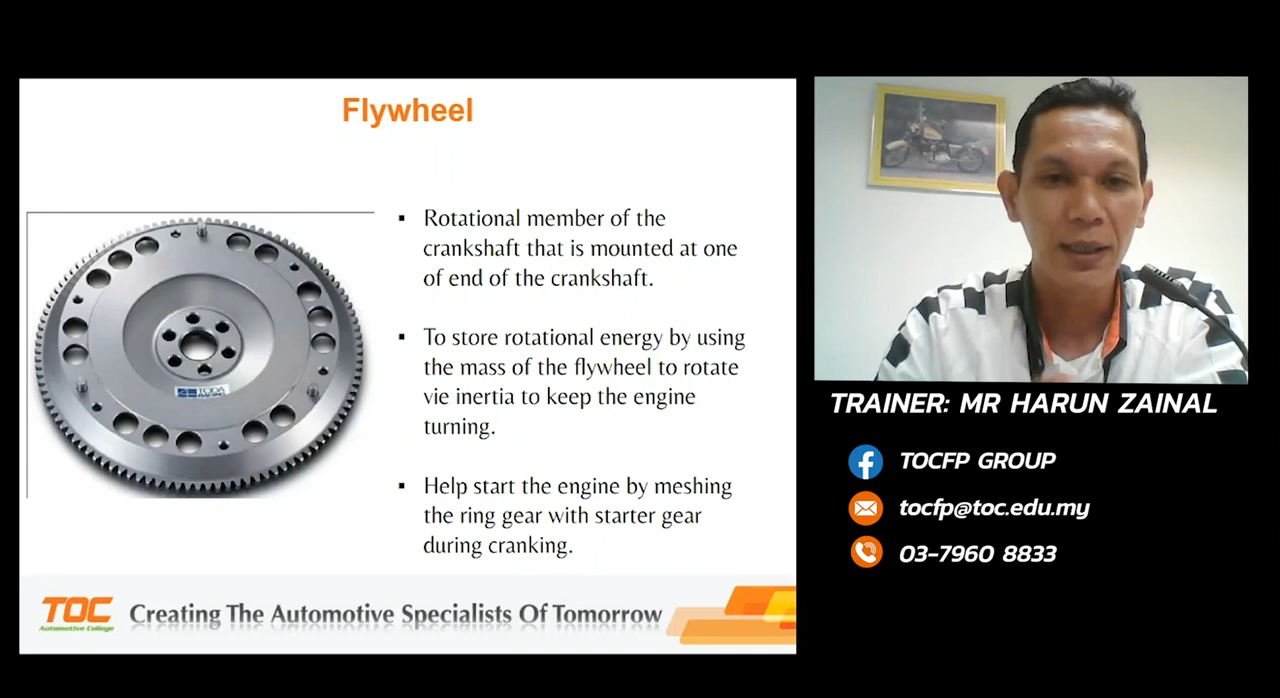 Flywheel
▪ Rotational member of the
crankshaft that is mounted at one
of end of the crankshaft.
▪ To store rotational energy by using
the mass of the flywheel to rotate
vie inertia to keep the engine
turning.
▪ Help start the engine by meshing
the ring gear with starter gear
during cranking.
TODA
RACING
TOC
Automotive College
Creating The Automotive Specialists Of Tomorrow
TRAINER: MR HARUN ZAINAL
TOCFP GROUP
tocfp@toc.edu.my
03-7960 8833